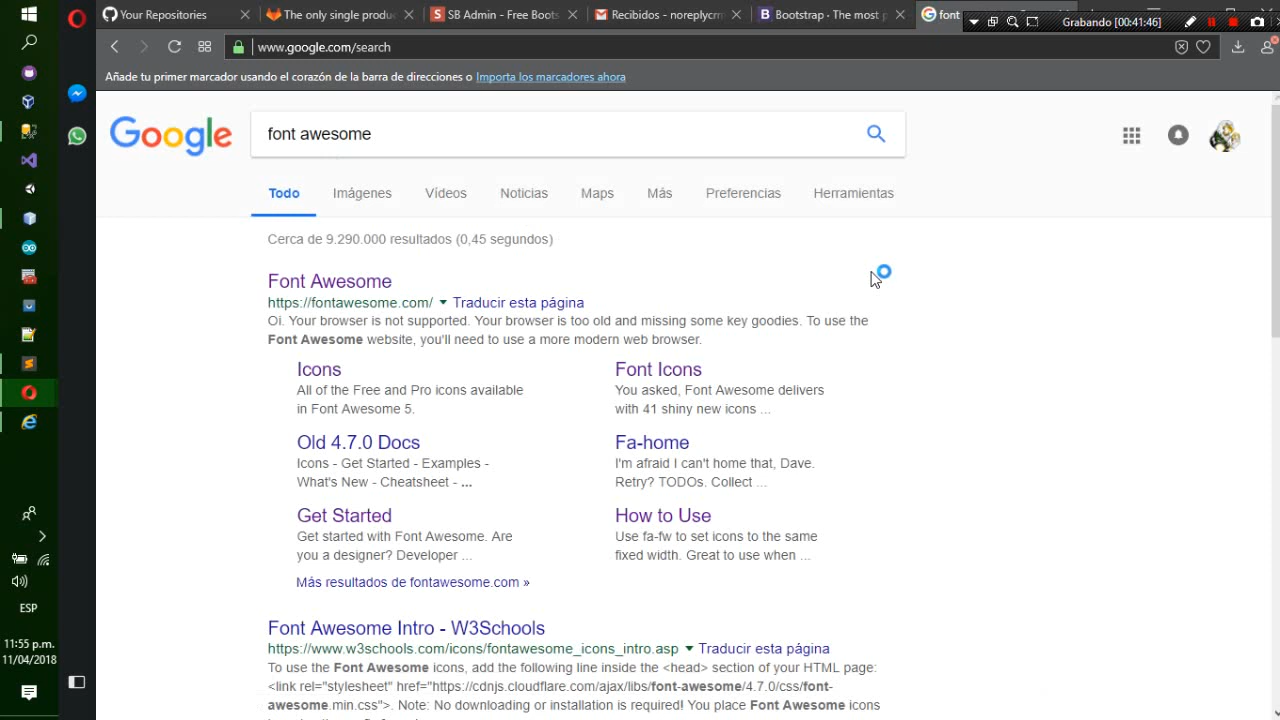 Your Repositories
The only single produc
SB Admin - Free Boots
Recibidos - noreplycrm
Bootstrap - The most p
font
Grabando [00:41:46]
www.google.com/search
Añade tu primer marcador usando el corazón de la barra de direcciones o Importa los marcadores ahora
Google
font awesome
Todo
Imágenes
Vídeos
Noticias
Maps
Más
Preferencias
Herramientas
Cerca de 9.290.000 resultados (0,45 segundos)
Font Awesome
https://fontawesome.com/ Traducir esta página
Oi. Your browser is not supported. Your browser is too old and missing some key goodies. To use the
Font Awesome website, you'll need to use a more modern web browser.
Icons
All of the Free and Pro icons available
in Font Awesome 5.
Font Icons
You asked, Font Awesome delivers
with 41 shiny new icons ...
Old 4.7.0 Docs
Icons - Get Started - Examples -
What's New - Cheatsheet - ...
Fa-home
I'm afraid I can't home that, Dave.
Retry? TODOs. Collect ...
Get Started
Get started with Font Awesome. Are
you a designer? Developer ...
How to Use
Use fa-fw to set icons to the same
fixed width. Great to use when ...
Más resultados de fontawesome.com »
Font Awesome Intro - W3Schools
https://www.w3schools.com/icons/fontawesome_icons_intro.asp Traducir esta página
To use the Font Awesome icons, add the following line inside the <head> section of your HTML page:
<link rel="stylesheet" href="https://cdnjs.cloudflare.com/ajax/libs/font-awesome/4.7.0/css/font-
awesome.min.css">. Note: No downloading or installation is required! You place Font Awesome icons
ESP
11:55 p.m.
11/04/2018